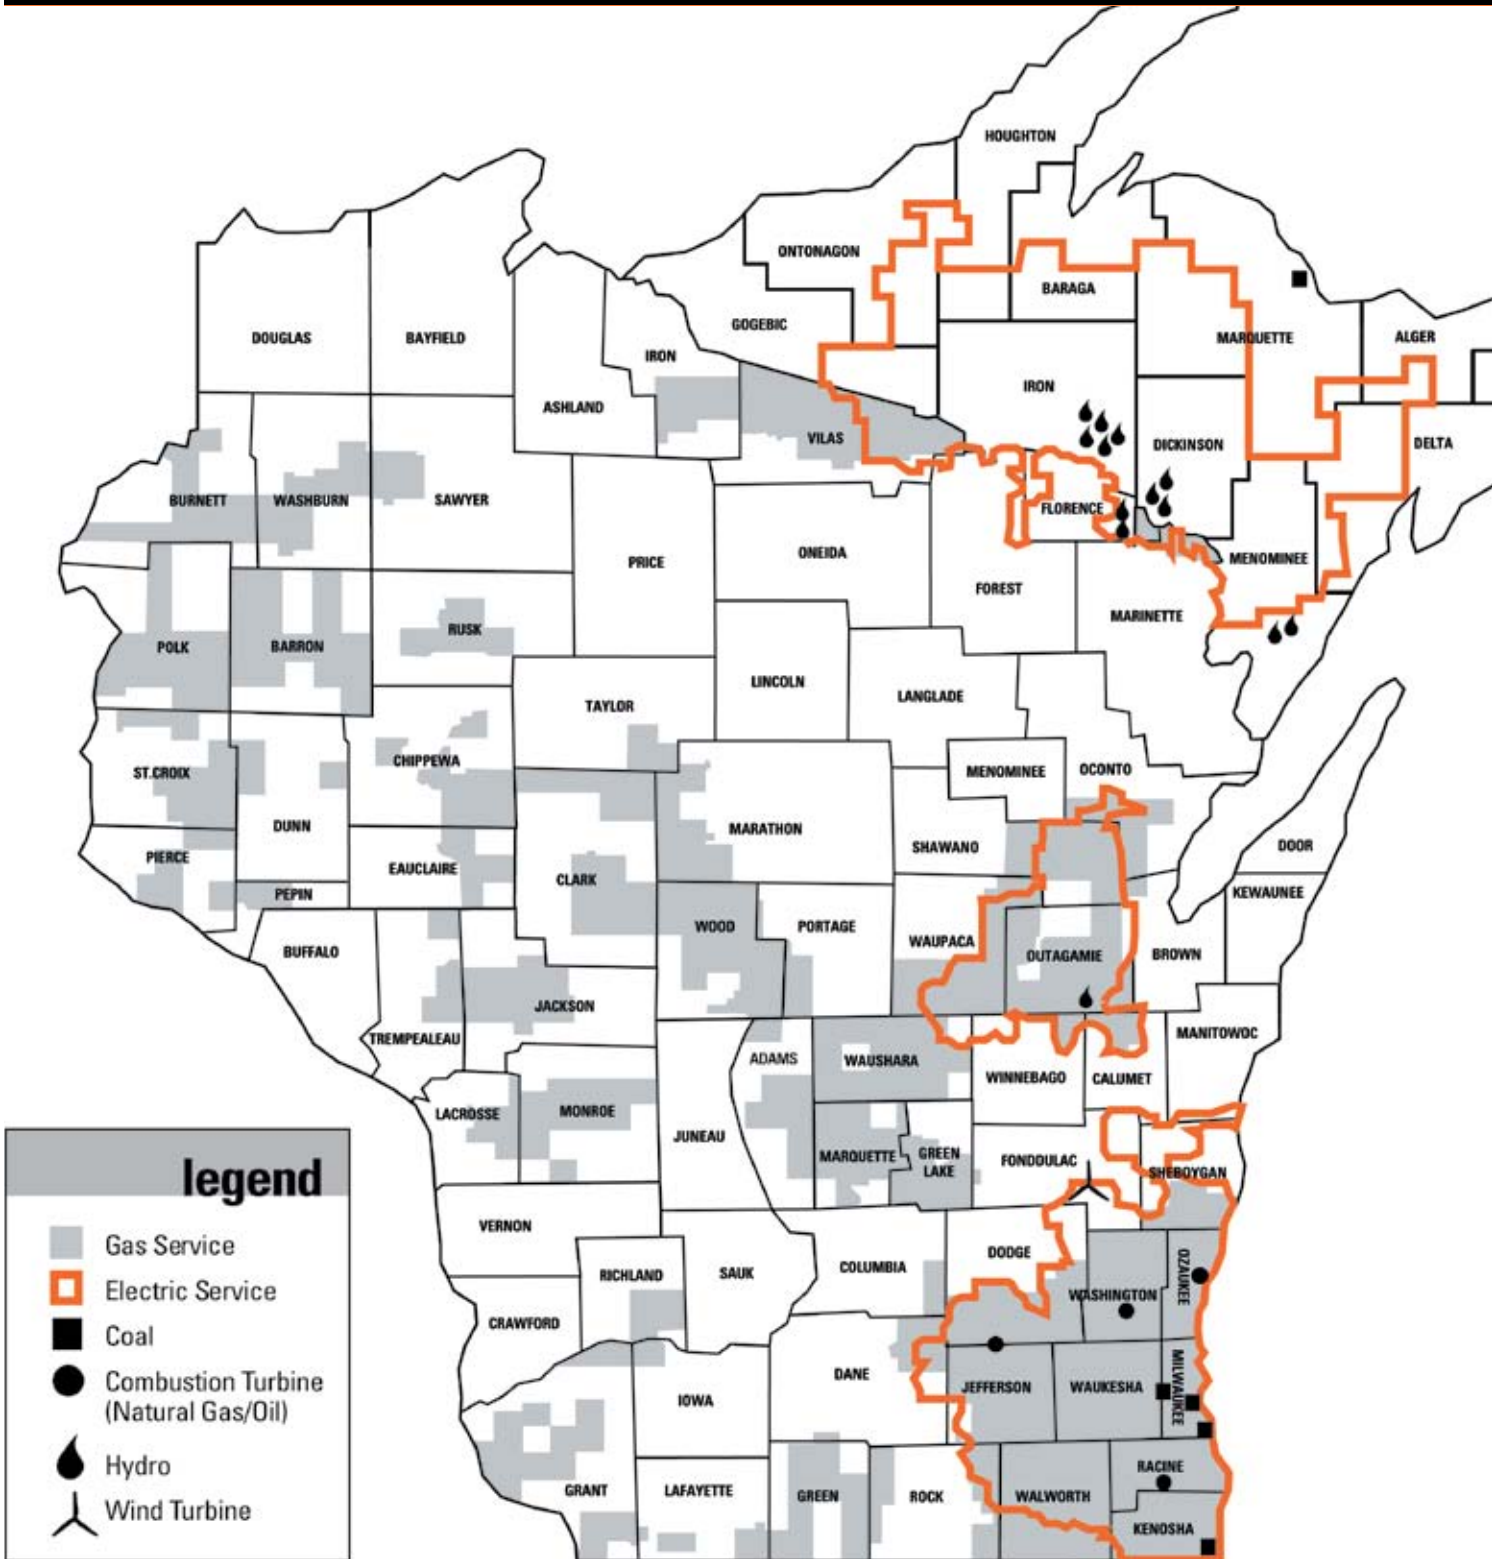 HOUGHTON
ONTONAGON
BARAGA
GOGEBIC
MARQUETTE
ALGER
DOUGLAS
BAYFIELD
IRON
IRON
ASHLAND
VILAS
DICKINSON
DELTA
BURNETT
WASHBURN
SAWYER
FLORENCE
PRICE
ONEIDA
MENOMINEE
FOREST
MARINETTE
POLK
BARRON
RUSK
LINCOLN
LANGLADE
TAYLOR
ST.CROIX
CHIPPEWA
MENOMINEE
OCONTO
DUNN
MARATHON
SHAWANO
DOOR
PIERCE
EAUCLAIRE
CLARK
PEPIN
KEWAUNEE
BUFFALO
WOOD
PORTAGE
WAUPACA
OUTAGAMIE
BROWN
JACKSON
TREMPEALEAU
ADAMS
WAUSHARA
WINNEBAGO
CALUMET
MANITOWOC
LACROSSE
MONROE
JUNEAU
MARQUETTE
GREEN
LAKE
FONDDULAC
SHEBOYGAN
VERNON
RICHLAND
SAUK
COLUMBIA
DODGE
WASHINGTON
OZAUKEE
CRAWFORD
DANE
JEFFERSON
WAUKESHA
MILWAUKEE
IOWA
GRANT
LAFAYETTE
GREEN
ROCK
WALWORTH
RACINE
KENOSHA
legend
Gas Service
Electric Service
Coal
Combustion Turbine
(Natural Gas/Oil)
Hydro
Wind Turbine